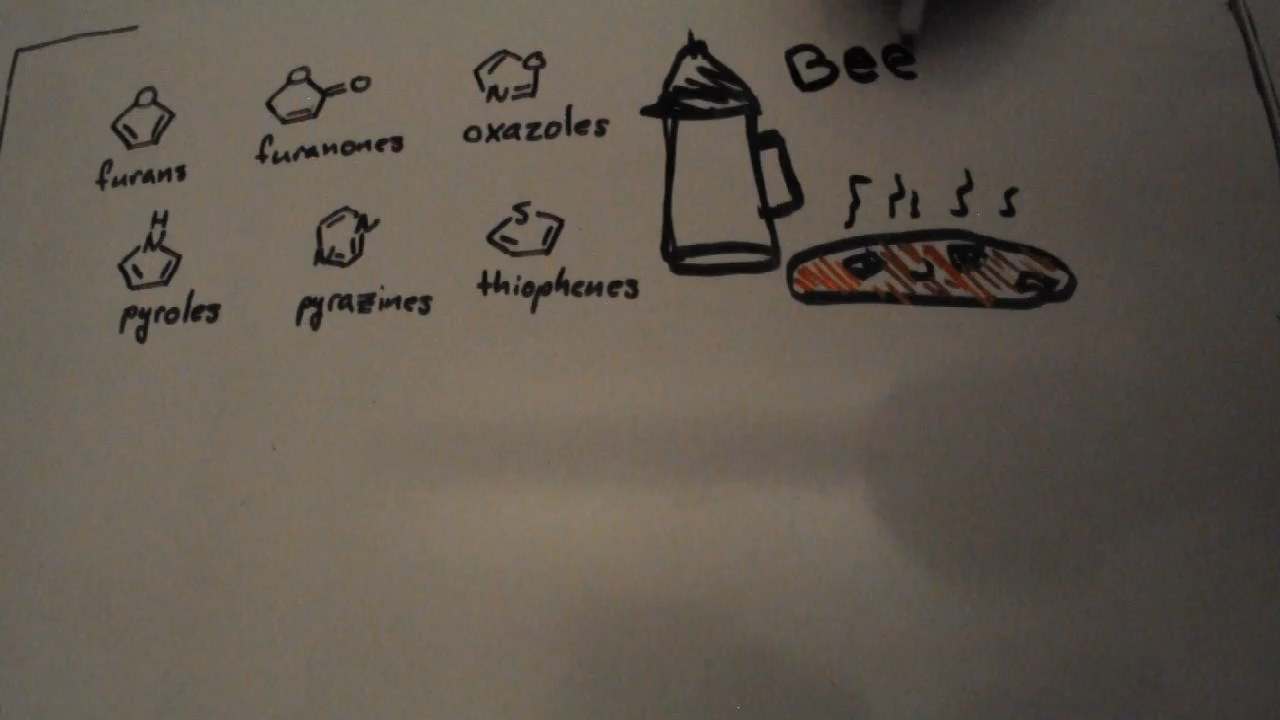 Bee
furans
furanones
oxazoles
pyroles
pyrazines
thiophenes
O
O
O
O
N
H
N
N
N
S